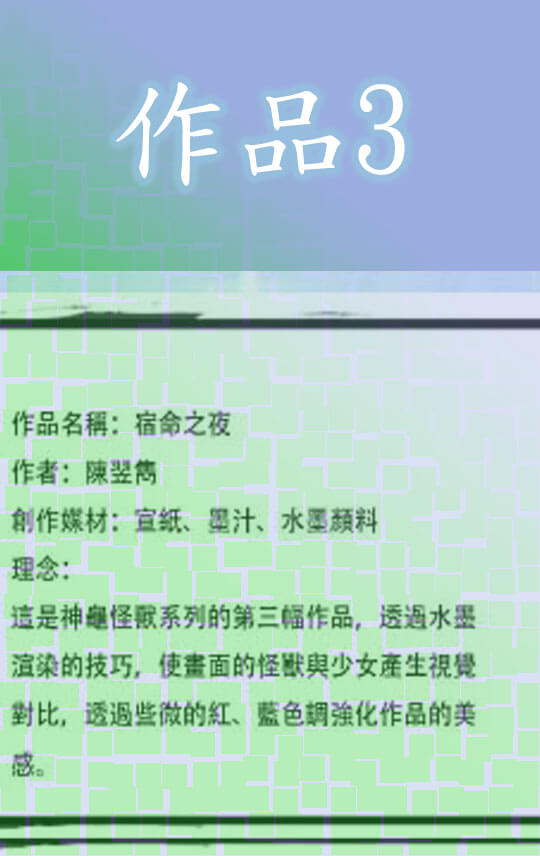 作品3
作品名稱：宿命之夜
作者：陳翌雋
創作媒材：宣紙、墨汁、水墨顏料
理念：
這是神龜怪獸系列的第三幅作品，透過水墨
渲染的技巧，使畫面的怪獸與少女產生視覺
對比，透過些微的紅、藍色調強化作品的美
感。